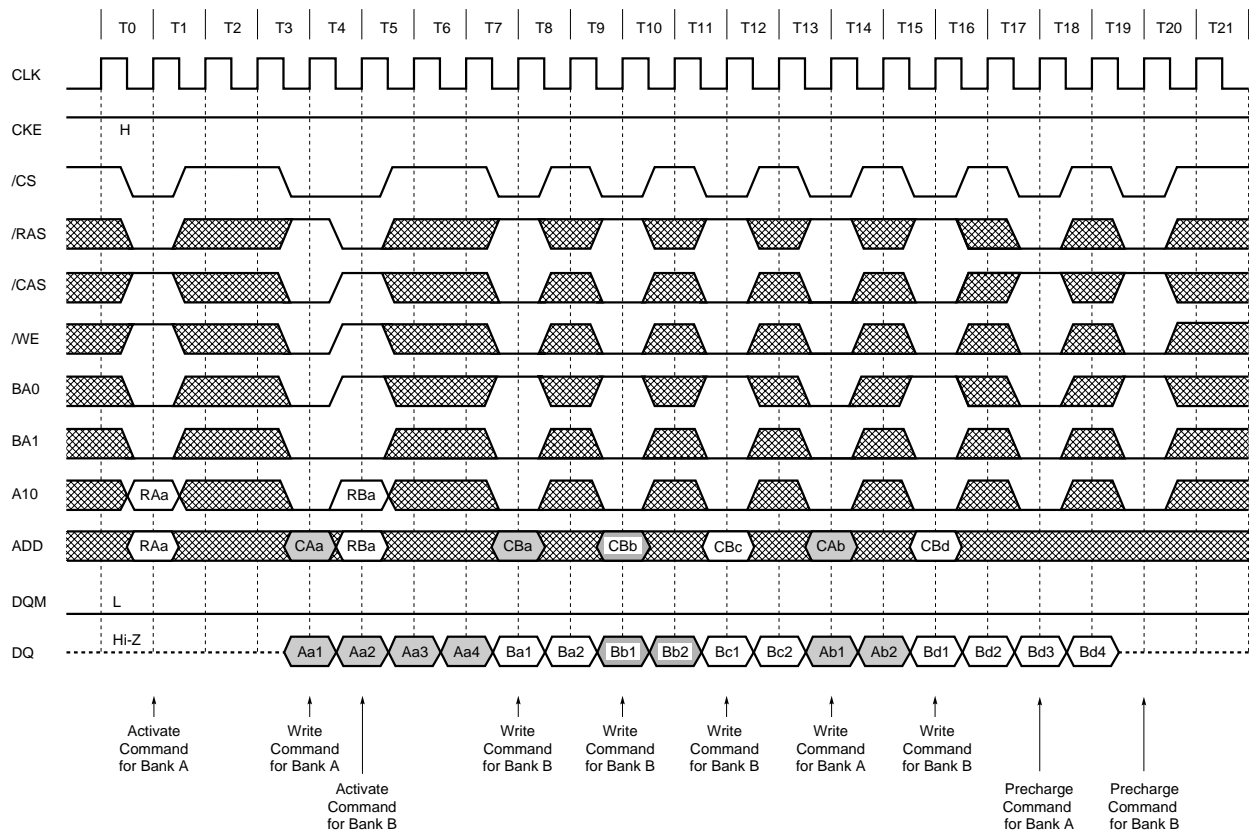 T0 T1 T2 T3 T4 T5 T6 T7 T8 T9 T10 T11 T12 T13 T14 T15 T16 T17 T18 T19 T20 T21
CLK
CKE H
/CS
/RAS
/CAS
/WE
BA0
BA1
A10 RAa RBa
ADD RAa CAa RBa CBa CBb CBc CAb CBd
DQM L
DQ Hi-Z Aa1 Aa2 Aa3 Aa4 Ba1 Ba2 Bb1 Bb2 Bc1 Bc2 Ab1 Ab2 Bd1 Bd2 Bd3 Bd4
Activate
Command
for Bank A
Write
Command
for Bank A
Activate
Command
for Bank B
Write
Command
for Bank B
Write
Command
for Bank B
Write
Command
for Bank B
Write
Command
for Bank A
Write
Command
for Bank B
Precharge
Command
for Bank A
Precharge
Command
for Bank B